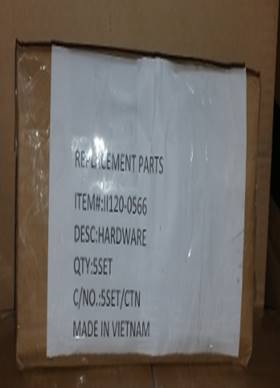 REPLACEMENT PARTS
ITEM#:II120-0566
DESC:HARDWARE
QTY:5SET
C/NO.:5SET/CTN
MADE IN VIETNAM